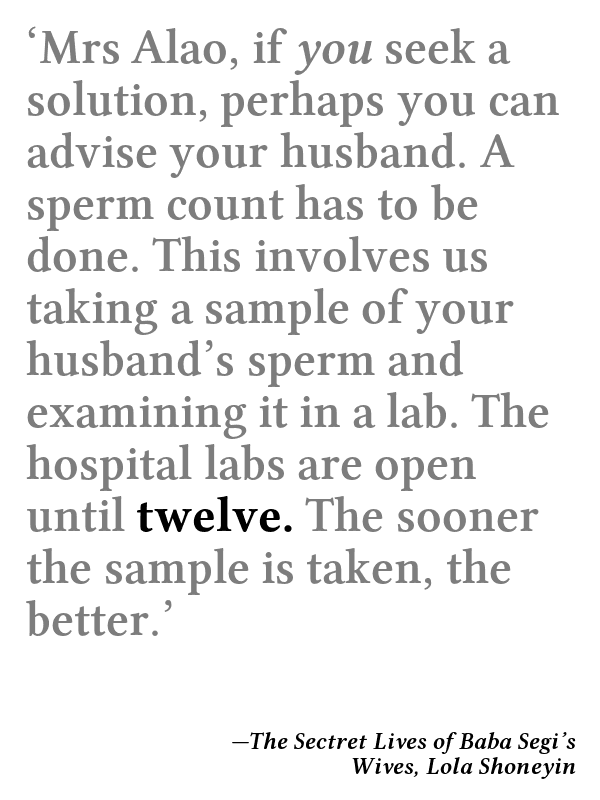 ‘Mrs Alao, if you seek a
solution, perhaps you can
advise your husband. A
sperm count has to be
done. This involves us
taking a sample of your
husband’s sperm and
examining it in a lab. The
hospital labs are open
until twelve. The sooner
the sample is taken, the
better.’
—The Sectret Lives of Baba Segi’s
Wives, Lola Shoneyin